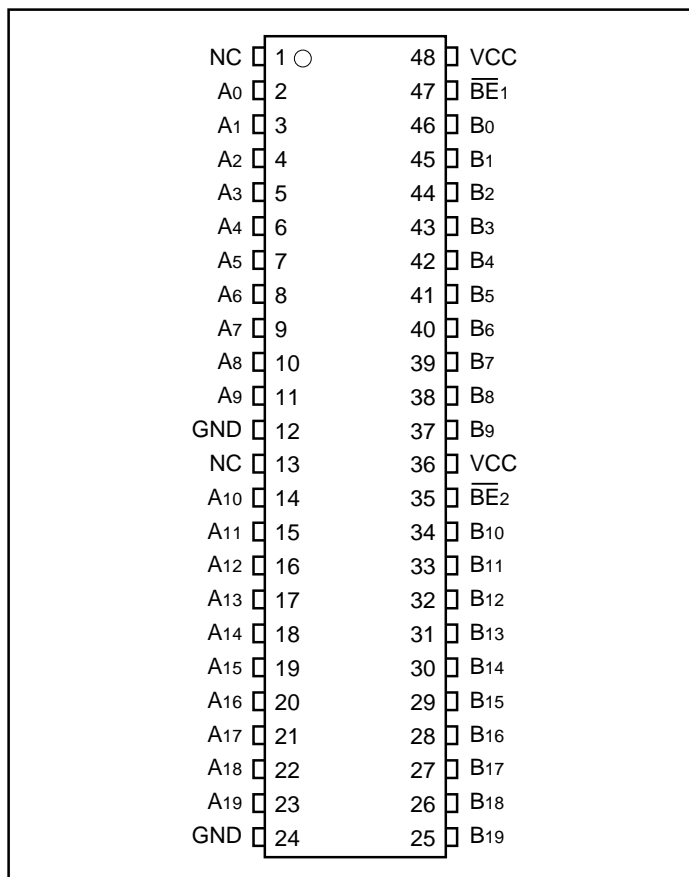 NC 1 48 VCC
A0 2 47 B̅E̅1
A1 3 46 B0
A2 4 45 B1
A3 5 44 B2
A4 6 43 B3
A5 7 42 B4
A6 8 41 B5
A7 9 40 B6
A8 10 39 B7
A9 11 38 B8
GND 12 37 B9
NC 13 36 VCC
A10 14 35 B̅E̅2
A11 15 34 B10
A12 16 33 B11
A13 17 32 B12
A14 18 31 B13
A15 19 30 B14
A16 20 29 B15
A17 21 28 B16
A18 22 27 B17
A19 23 26 B18
GND 24 25 B19